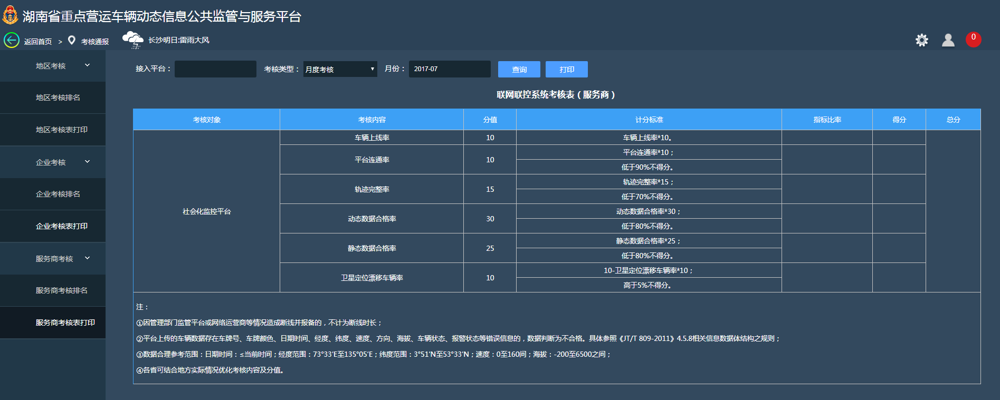 湖南省重点营运车辆动态信息公共监管与服务平台
返回首页 > 考核通报 长沙明日:雷雨大风
0
地区考核
地区考核排名
地区考核表打印
企业考核
企业考核排名
企业考核表打印
服务商考核
服务商考核排名
服务商考核表打印
接入平台： 考核类型： 月度考核 月份： 2017-07 查询 打印
联网联控系统考核表（服务商）
考核对象 考核内容 分值 计分标准 指标比率 得分 总分
社会化监控平台
车辆上线率 10 车辆上线率*10。
平台连通率 10 平台连通率*10；
低于90%不得分。
轨迹完整率 15 轨迹完整率*15；
低于70%不得分。
动态数据合格率 30 动态数据合格率*30；
低于80%不得分。
静态数据合格率 25 静态数据合格率*25；
低于80%不得分。
卫星定位漂移车辆率 10 10-卫星定位漂移车辆率*10；
高于5%不得分。
注：
①因管理部门监管平台或网络运营商等情况造成断线并报备的，不计为断线时长；
②平台上传的车辆数据存在车牌号、车牌颜色、日期时间、经度、纬度、速度、方向、海拔、车辆状态、报警状态等错误信息的，数据判断为不合格。具体参照《JT/T 809-2011》4.5.8相关信息数据体结构之规则；
③数据合理参考范围：日期时间：≤当前时间；经度范围：73°33′E至135°05′E；纬度范围：3°51′N至53°33′N；速度：0至160间；海拔：-200至6500之间；
④各省可结合地方实际情况优化考核内容及分值。